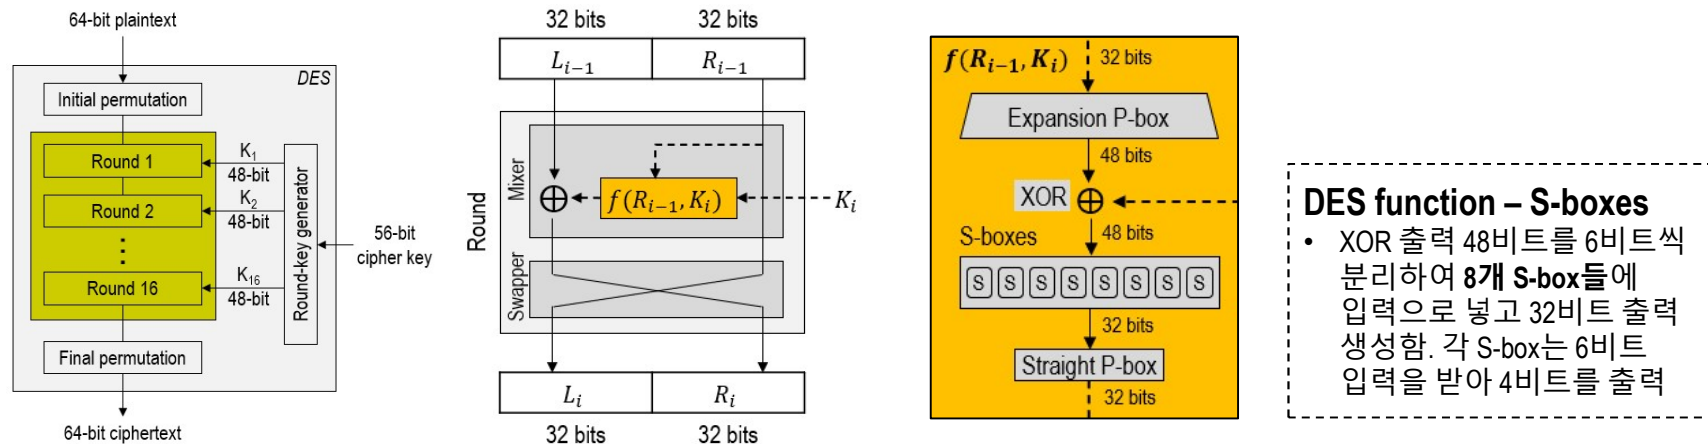 64-bit plaintext
DES
Initial permutation
Round 1
K1
48-bit
Round 2
K2
48-bit
Round 16
K16
48-bit
Round-key generator
56-bit
cipher key
Final permutation
64-bit ciphertext
32 bits 32 bits
Li−1 Ri−1
Round
Mixer
f(Ri−1, Ki)
Ki
Swapper
Li Ri
32 bits 32 bits
f(Ri−1, Ki)
32 bits
Expansion P-box
48 bits
XOR
S-boxes
48 bits
S S S S S S S S
32 bits
Straight P-box
32 bits
DES function – S-boxes
• XOR 출력 48비트를 6비트씩
분리하여 8개 S-box들에
입력으로 넣고 32비트 출력
생성함. 각 S-box는 6비트
입력을 받아 4비트를 출력